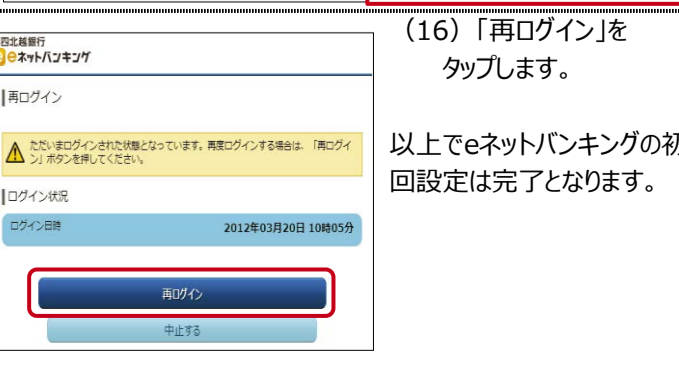 四北越銀行
eネットバンキング
再ログイン
ただいまログインされた状態となっています。再度ログインする場合は、「再ログイ
ン」ボタンを押してください。
ログイン状況
ログイン日時 2012年03月20日 10時05分
再ログイン
中止する
（16）「再ログイン」を
タップします。
以上でeネットバンキングの初
回設定は完了となります。